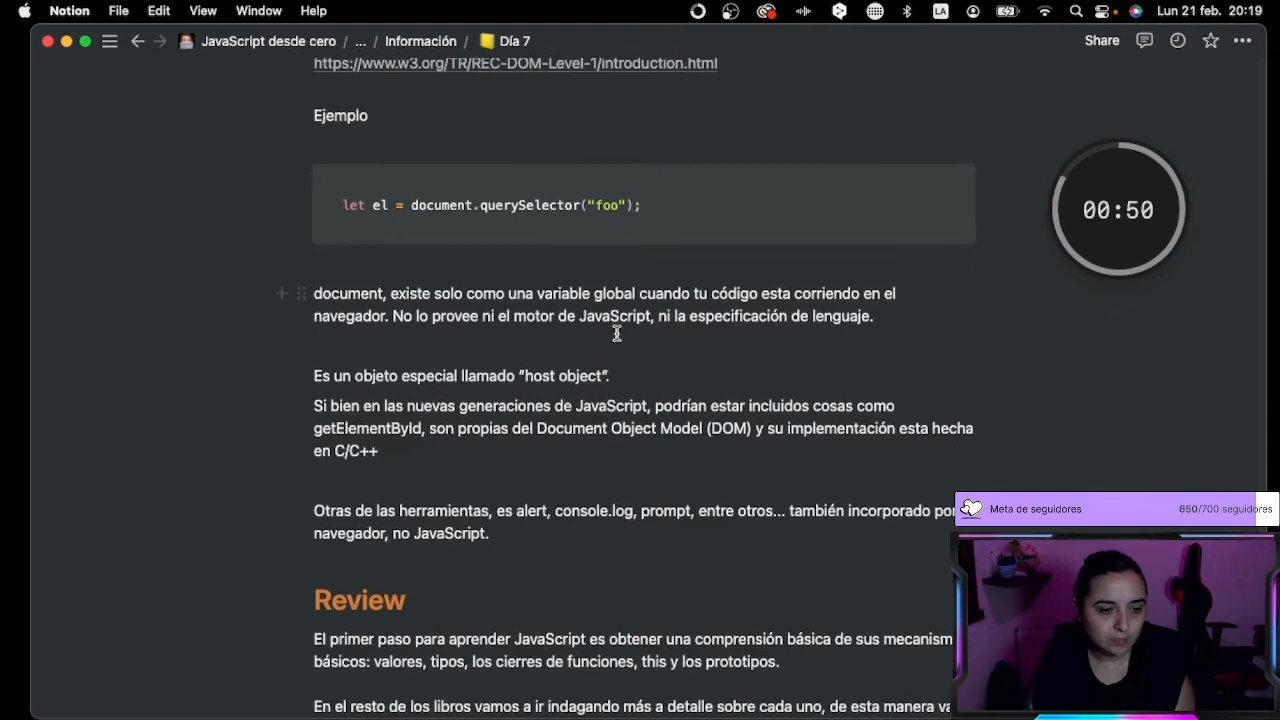 Notion File Edit View Window Help LA Lun 21 feb. 20:19
JavaScript desde cero / ... / Información / Día 7 Share
https://www.w3.org/TR/REC-DOM-Level-1/introduction.html
Ejemplo
let el = document.querySelector("foo");
00:50
document, existe solo como una variable global cuando tu código esta corriendo en el
navegador. No lo provee ni el motor de JavaScript, ni la especificación de lenguaje.
Es un objeto especial llamado "host object".
Si bien en las nuevas generaciones de JavaScript, podrían estar incluidos cosas como
getElementById, son propias del Document Object Model (DOM) y su implementación esta hecha
en C/C++
Meta de seguidores 650/700 seguidores
Otras de las herramientas, es alert, console.log, prompt, entre otros... también incorporado por
navegador, no JavaScript.
Review
El primer paso para aprender JavaScript es obtener una comprensión básica de sus mecanism
básicos: valores, tipos, los cierres de funciones, this y los prototipos.
En el resto de los libros vamos a ir indagando más a detalle sobre cada uno, de esta manera va